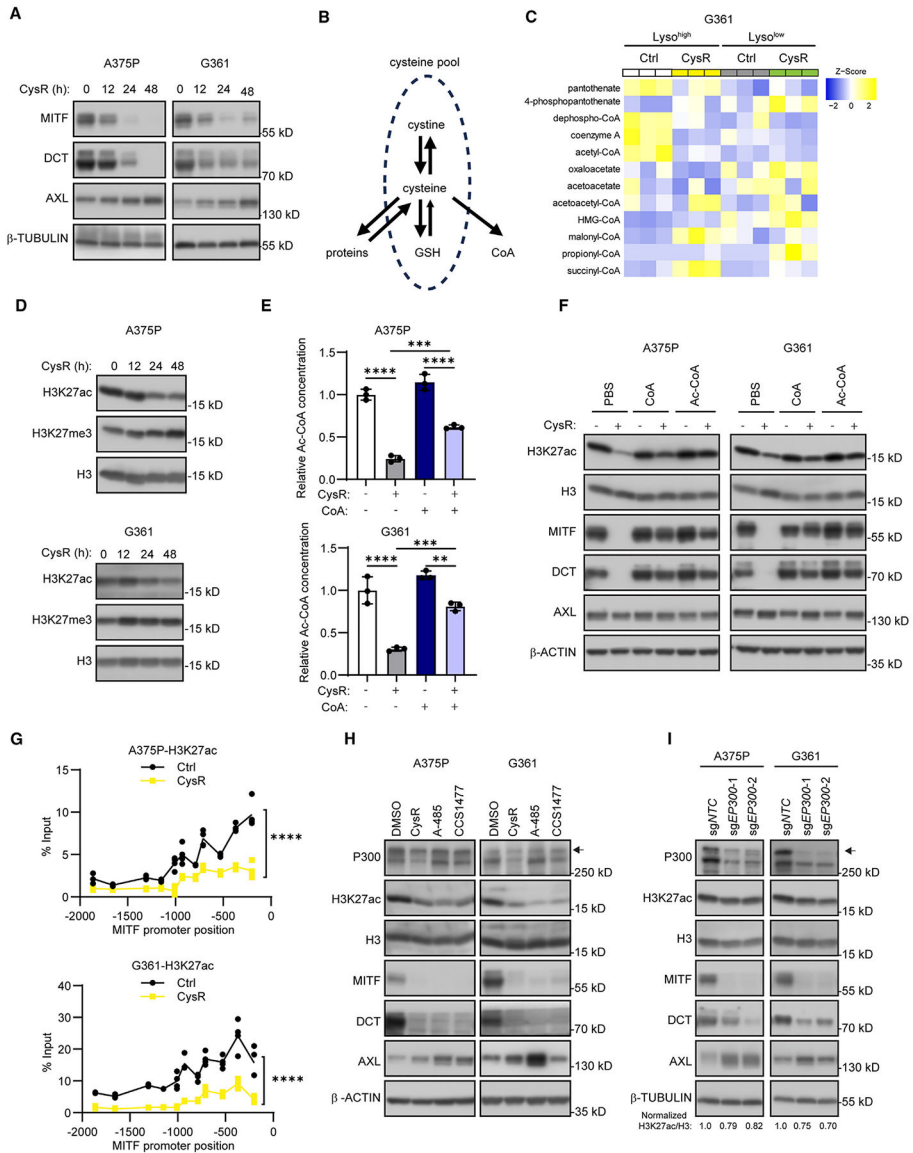 A
A375P
G361
CysR (h): 0 12 24 48 0 12 24 48
MITF
-55 kD
DCT
-70 kD
AXL
-130 kD
β-TUBULIN
-55 kD
B
cysteine pool
cystine
cysteine
proteins
GSH
CoA
C
G361
Lysohigh
Lysolow
Ctrl
CysR
Ctrl
CysR
Z-Score
-2 0 2
pantothenate
4-phosphopantothenate
dephospho-CoA
coenzyme A
acetyl-CoA
oxaloacetate
acetoacetate
acetoacetyl-CoA
HMG-CoA
malonyl-CoA
propionyl-CoA
succinyl-CoA
D
A375P
CysR (h): 0 12 24 48
H3K27ac
-15 kD
H3K27me3
-15 kD
H3
-15 kD
G361
CysR (h): 0 12 24 48
H3K27ac
-15 kD
H3K27me3
-15 kD
H3
-15 kD
E
A375P
Relative Ac-CoA concentration
1.5
1.0
0.5
0.0
***
**** ****
CysR: - + - +
CoA: - - + +
G361
Relative Ac-CoA concentration
1.5
1.0
0.5
0.0
***
**** **
CysR: - + - +
CoA: - - + +
F
A375P
G361
PBS CoA Ac-CoA PBS CoA Ac-CoA
CysR: - + - + - + - + - + - +
H3K27ac
-15 kD
H3
-15 kD
MITF
-55 kD
DCT
-70 kD
AXL
-130 kD
β-ACTIN
-35 kD
G
A375P-H3K27ac
Ctrl
CysR
% Input
15
10
5
0
****
-2000 -1500 -1000 -500 0
MITF promoter position
G361-H3K27ac
Ctrl
CysR
% Input
40
30
20
10
0
****
-2000 -1500 -1000 -500 0
MITF promoter position
H
A375P
G361
DMSO CysR A-485 CCS1477 DMSO CysR A-485 CCS1477
P300
-250 kD
H3K27ac
-15 kD
H3
-15 kD
MITF
-55 kD
DCT
-70 kD
AXL
-130 kD
β -ACTIN
-35 kD
I
A375P
G361
sgNTC sgEP300-1 sgEP300-2 sgNTC sgEP300-1 sgEP300-2
P300
-250 kD
H3K27ac
-15 kD
H3
-15 kD
MITF
-55 kD
DCT
-70 kD
AXL
-130 kD
β-TUBULIN
-55 kD
Normalized
H3K27ac/H3: 1.0 0.79 0.82 1.0 0.75 0.70